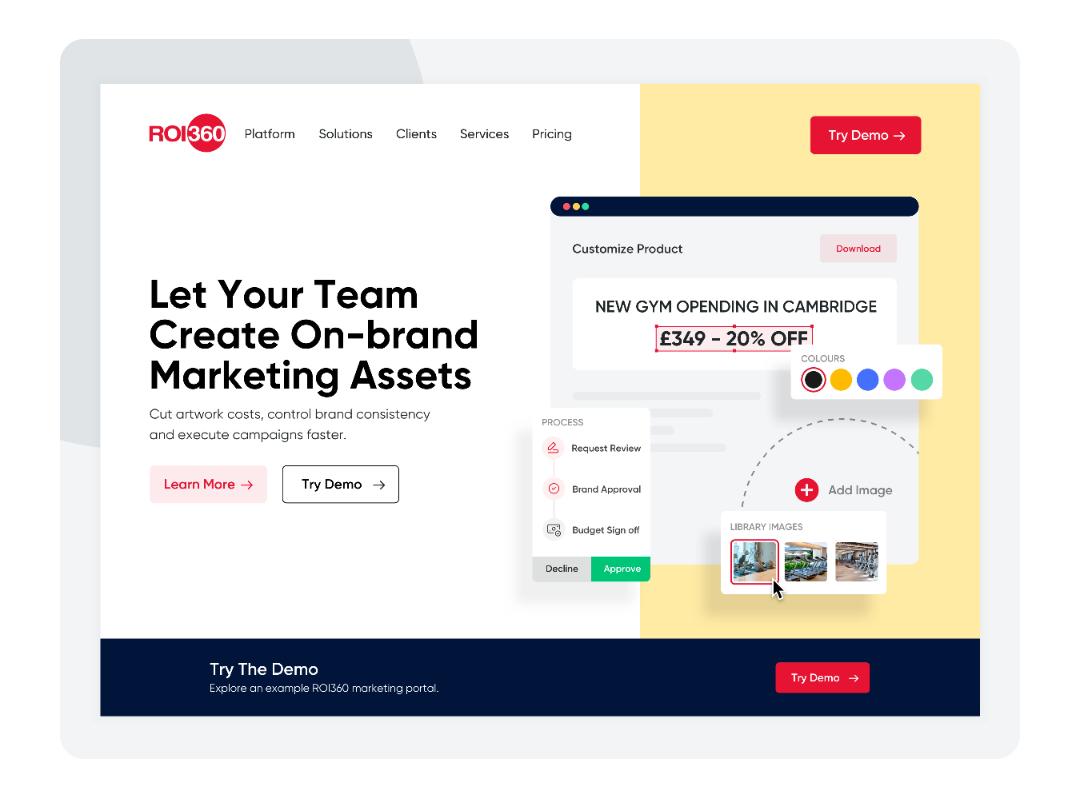 ROI360
Platform
Solutions
Clients
Services
Pricing
Try Demo →
Let Your Team
Create On-brand
Marketing Assets
Cut artwork costs, control brand consistency
and execute campaigns faster.
Learn More →
Try Demo →
Customize Product
Download
NEW GYM OPENDING IN CAMBRIDGE
£349 - 20% OFF
COLOURS
PROCESS
Request Review
Brand Approval
Budget Sign off
Decline
Approve
Add Image
LIBRARY IMAGES
Try The Demo
Explore an example ROI360 marketing portal.
Try Demo →